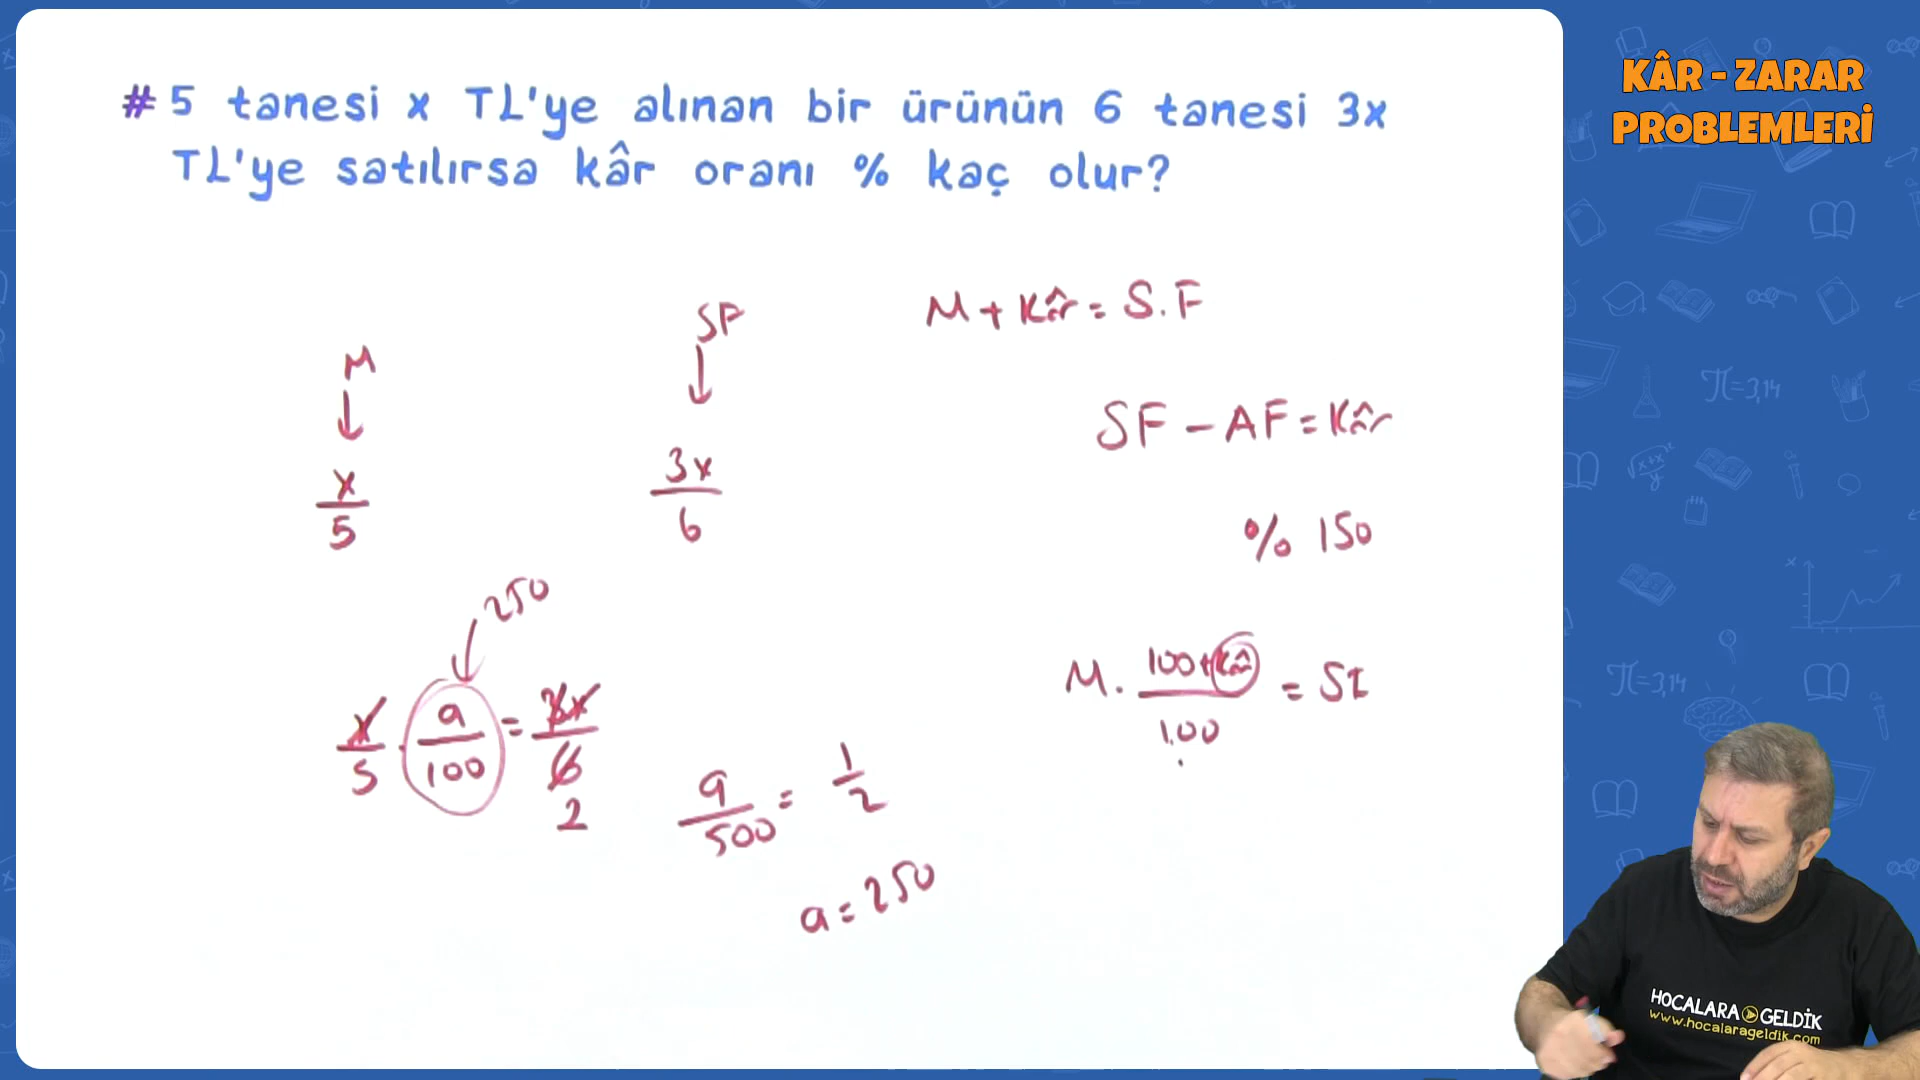 # 5 tanesi x TL'ye alınan bir ürünün 6 tanesi 3x
TL'ye satılırsa kâr oranı % kaç olur?
KÂR - ZARAR
PROBLEMLERİ
M
x/5
SF
3x/6
M + Kâr = S.F
SF - AF = Kâr
% 150
250
x/5 . a/100 = 3x/6
2
a/500 = 1/2
a = 250
M. 100+kâr/100 =
π=3,14
π=3,14
HOCALARA GELDİK
www.hocalarageldik.com